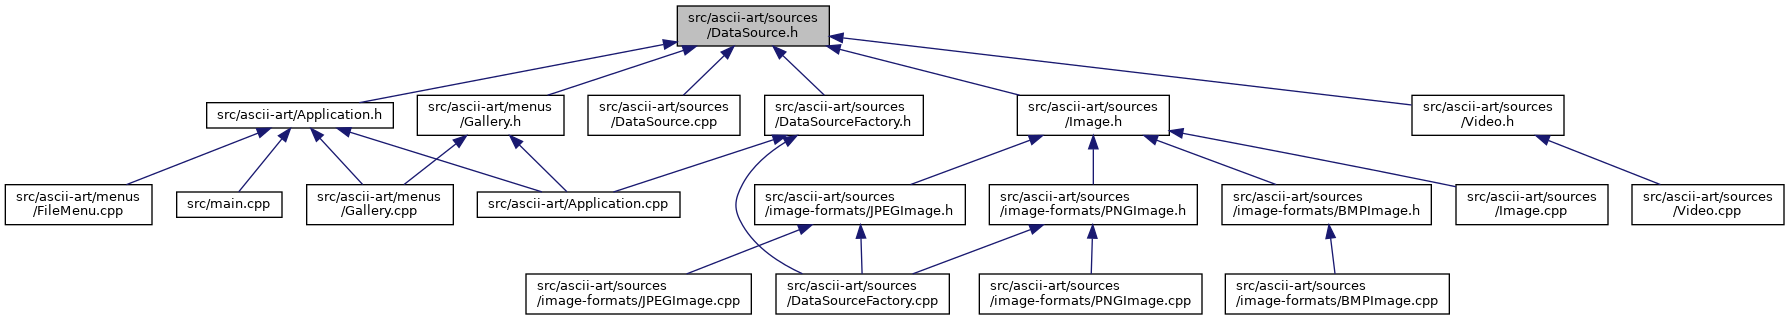 src/ascii-art/sources
/DataSource.h
src/ascii-art/Application.h
src/ascii-art/menus
/Gallery.h
src/ascii-art/sources
/DataSource.cpp
src/ascii-art/sources
/DataSourceFactory.h
src/ascii-art/sources
/Image.h
src/ascii-art/sources
/Video.h
src/ascii-art/menus
/FileMenu.cpp
src/main.cpp
src/ascii-art/menus
/Gallery.cpp
src/ascii-art/Application.cpp
src/ascii-art/sources
/image-formats/JPEGImage.h
src/ascii-art/sources
/image-formats/PNGImage.h
src/ascii-art/sources
/image-formats/BMPImage.h
src/ascii-art/sources
/Image.cpp
src/ascii-art/sources
/Video.cpp
src/ascii-art/sources
/image-formats/JPEGImage.cpp
src/ascii-art/sources
/DataSourceFactory.cpp
src/ascii-art/sources
/image-formats/PNGImage.cpp
src/ascii-art/sources
/image-formats/BMPImage.cpp